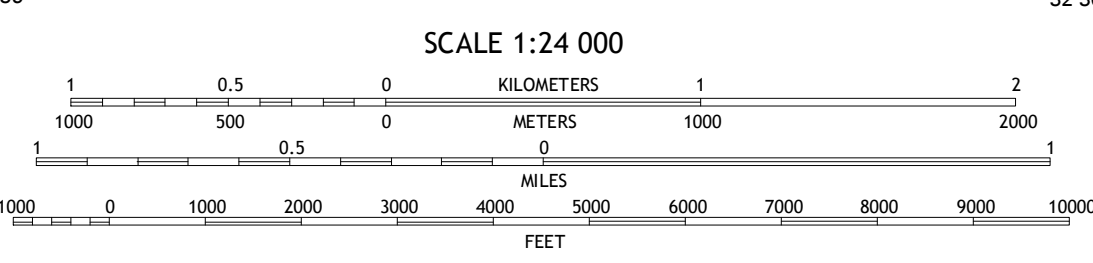 SCALE 1:24 000
1 0.5 0 KILOMETERS 1 2
1000 500 0 METERS 1000 2000
1 0.5 0 1
MILES
1000 0 1000 2000 3000 4000 5000 6000 7000 8000 9000 10000
FEET